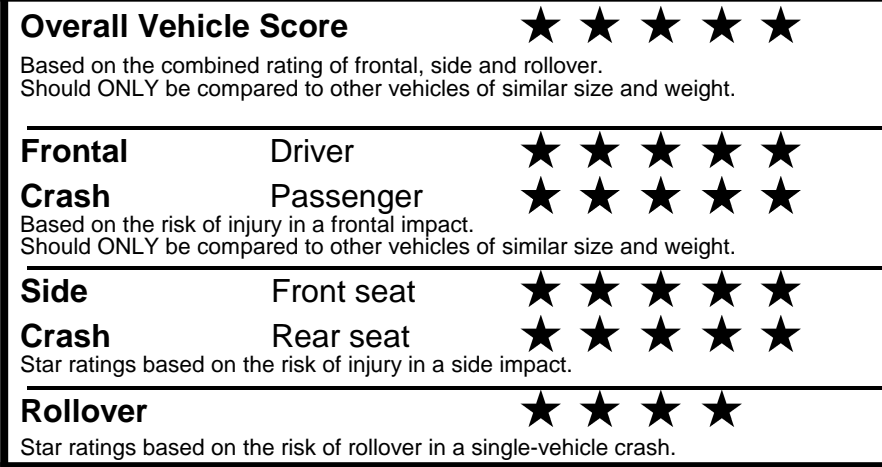 Overall Vehicle Score ★ ★ ★ ★ ★
Based on the combined rating of frontal, side and rollover.
Should ONLY be compared to other vehicles of similar size and weight.
Frontal Driver ★ ★ ★ ★ ★
Crash Passenger ★ ★ ★ ★ ★
Based on the risk of injury in a frontal impact.
Should ONLY be compared to other vehicles of similar size and weight.
Side Front seat ★ ★ ★ ★ ★
Crash Rear seat ★ ★ ★ ★ ★
Star ratings based on the risk of injury in a side impact.
Rollover ★ ★ ★ ★
Star ratings based on the risk of rollover in a single-vehicle crash.